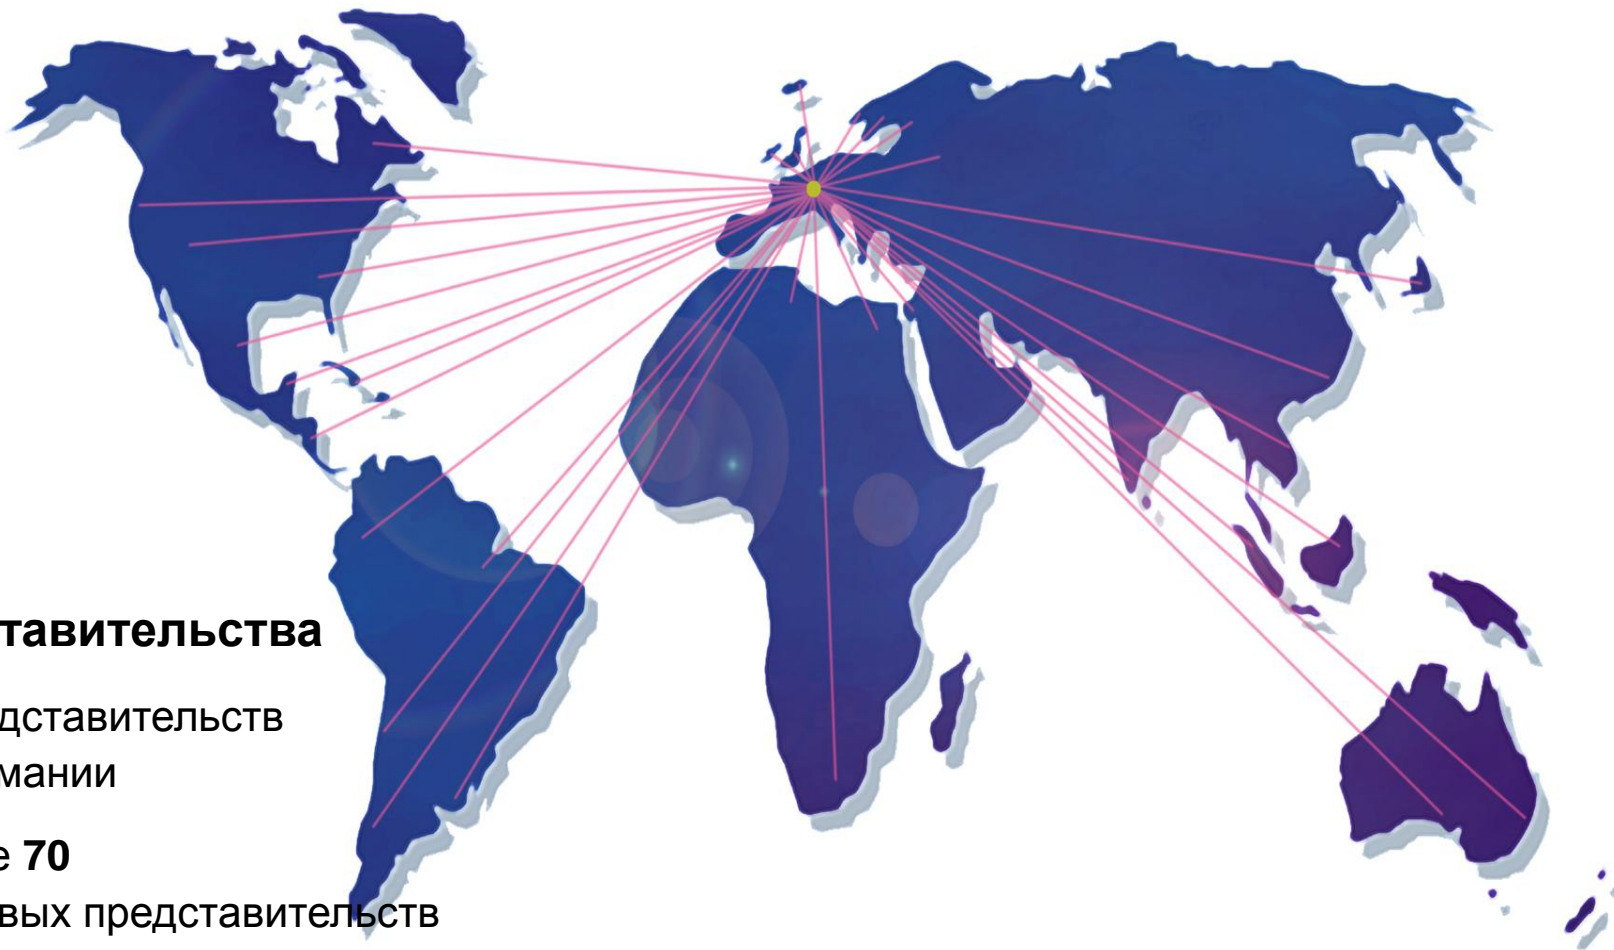 тавительства
дставительств
мании
е 70
вых представительств